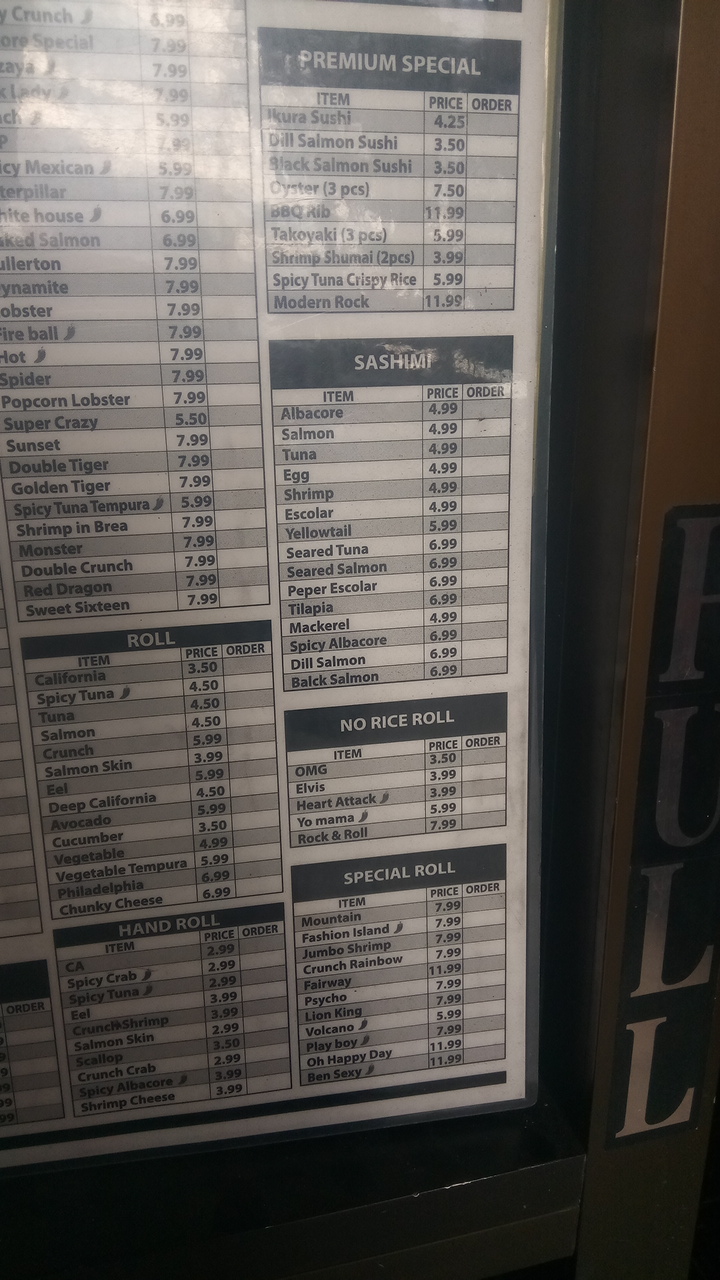 y Crunch 6.99
ore Special 7.99
zaya 7.99
k Lady 7.99
nch 5.99
P 7.99
icy Mexican 5.99
terpillar 7.99
hite house 6.99
ked Salmon 6.99
ullerton 7.99
ynamite 7.99
obster 7.99
Fire ball 7.99
Hot 7.99
Spider 7.99
Popcorn Lobster 7.99
Super Crazy 5.50
Sunset 7.99
Double Tiger 7.99
Golden Tiger 7.99
Spicy Tuna Tempura 5.99
Shrimp in Brea 7.99
Monster 7.99
Double Crunch 7.99
Red Dragon 7.99
Sweet Sixteen 7.99
ROLL
ITEM PRICE ORDER
California 3.50
Spicy Tuna 4.50
Tuna 4.50
Salmon 4.50
Crunch 5.99
Salmon Skin 3.99
Eel 5.99
Deep California 4.50
Avocado 5.99
Cucumber 3.50
Vegetable 4.99
Vegetable Tempura 5.99
Philadelphia 6.99
Chunky Cheese 6.99
HAND ROLL
ITEM PRICE ORDER
CA 2.99
Spicy Crab 2.99
Spicy Tuna 2.99
Eel 3.99
Crunch Shrimp 3.99
Salmon Skin 2.99
Scallop 3.50
Crunch Crab 2.99
Spicy Albacore 3.99
Shrimp Cheese 3.99
ORDER
PREMIUM SPECIAL
ITEM PRICE ORDER
Ikura Sushi 4.25
Dill Salmon Sushi 3.50
Black Salmon Sushi 3.50
Oyster (3 pcs) 7.50
BBQ Rib 11.99
Takoyaki (3 pcs) 5.99
Shrimp Shumai (2pcs) 3.99
Spicy Tuna Crispy Rice 5.99
Modern Rock 11.99
SASHIMI
ITEM PRICE ORDER
Albacore 4.99
Salmon 4.99
Tuna 4.99
Egg 4.99
Shrimp 4.99
Escolar 4.99
Yellowtail 5.99
Seared Tuna 6.99
Seared Salmon 6.99
Peper Escolar 6.99
Tilapia 6.99
Mackerel 4.99
Spicy Albacore 6.99
Dill Salmon 6.99
Balck Salmon 6.99
NO RICE ROLL
ITEM PRICE ORDER
OMG 3.50
Elvis 3.99
Heart Attack 3.99
Yo mama 5.99
Rock & Roll 7.99
SPECIAL ROLL
ITEM PRICE ORDER
Mountain 7.99
Fashion Island 7.99
Jumbo Shrimp 7.99
Crunch Rainbow 7.99
Fairway 11.99
Psycho 7.99
Lion King 7.99
Volcano 5.99
Play boy 7.99
Oh Happy Day 11.99
Ben Sexy 11.99
PULL